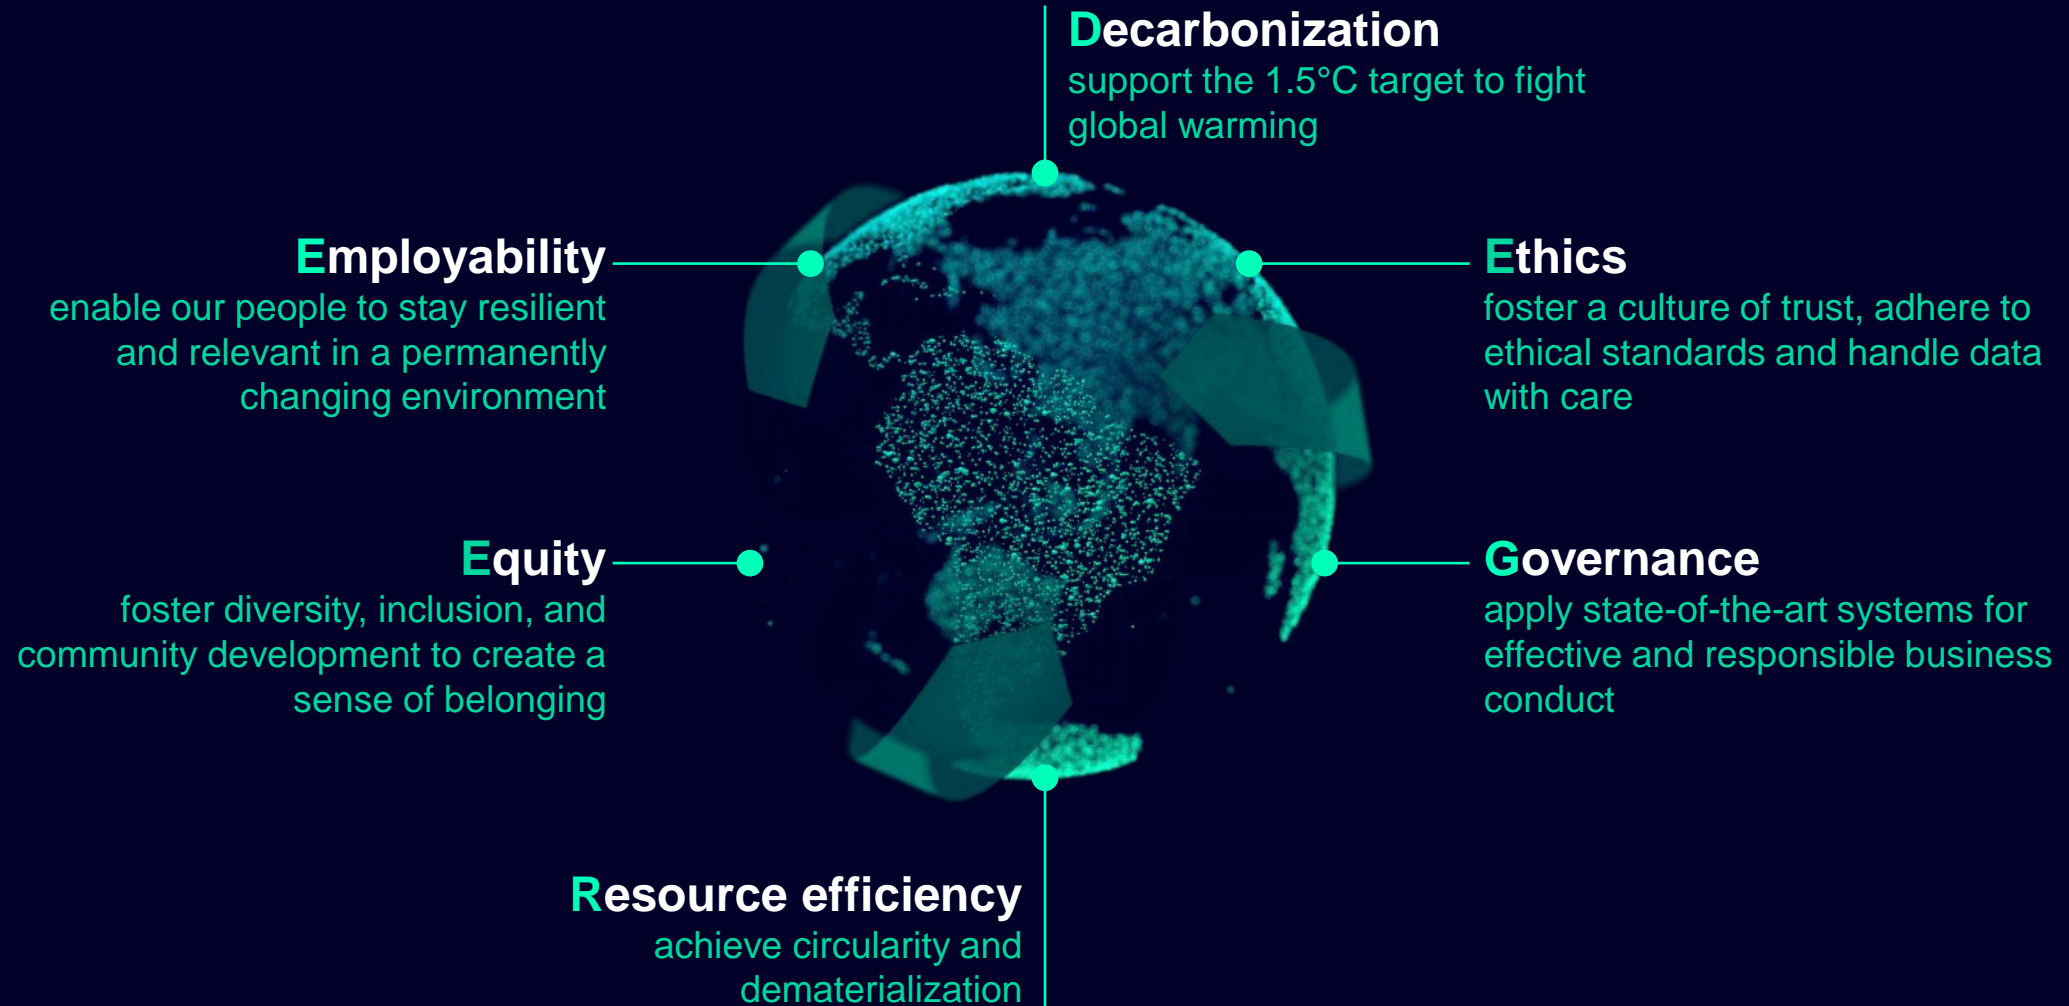 Decarbonization
support the 1.5°C target to fight
global warming
Ethics
foster a culture of trust, adhere to
ethical standards and handle data
with care
Governance
apply state-of-the-art systems for
effective and responsible business
conduct
Resource efficiency
achieve circularity and
dematerialization
Equity
foster diversity, inclusion, and
community development to create a
sense of belonging
Employability
enable our people to stay resilient
and relevant in a permanently
changing environment